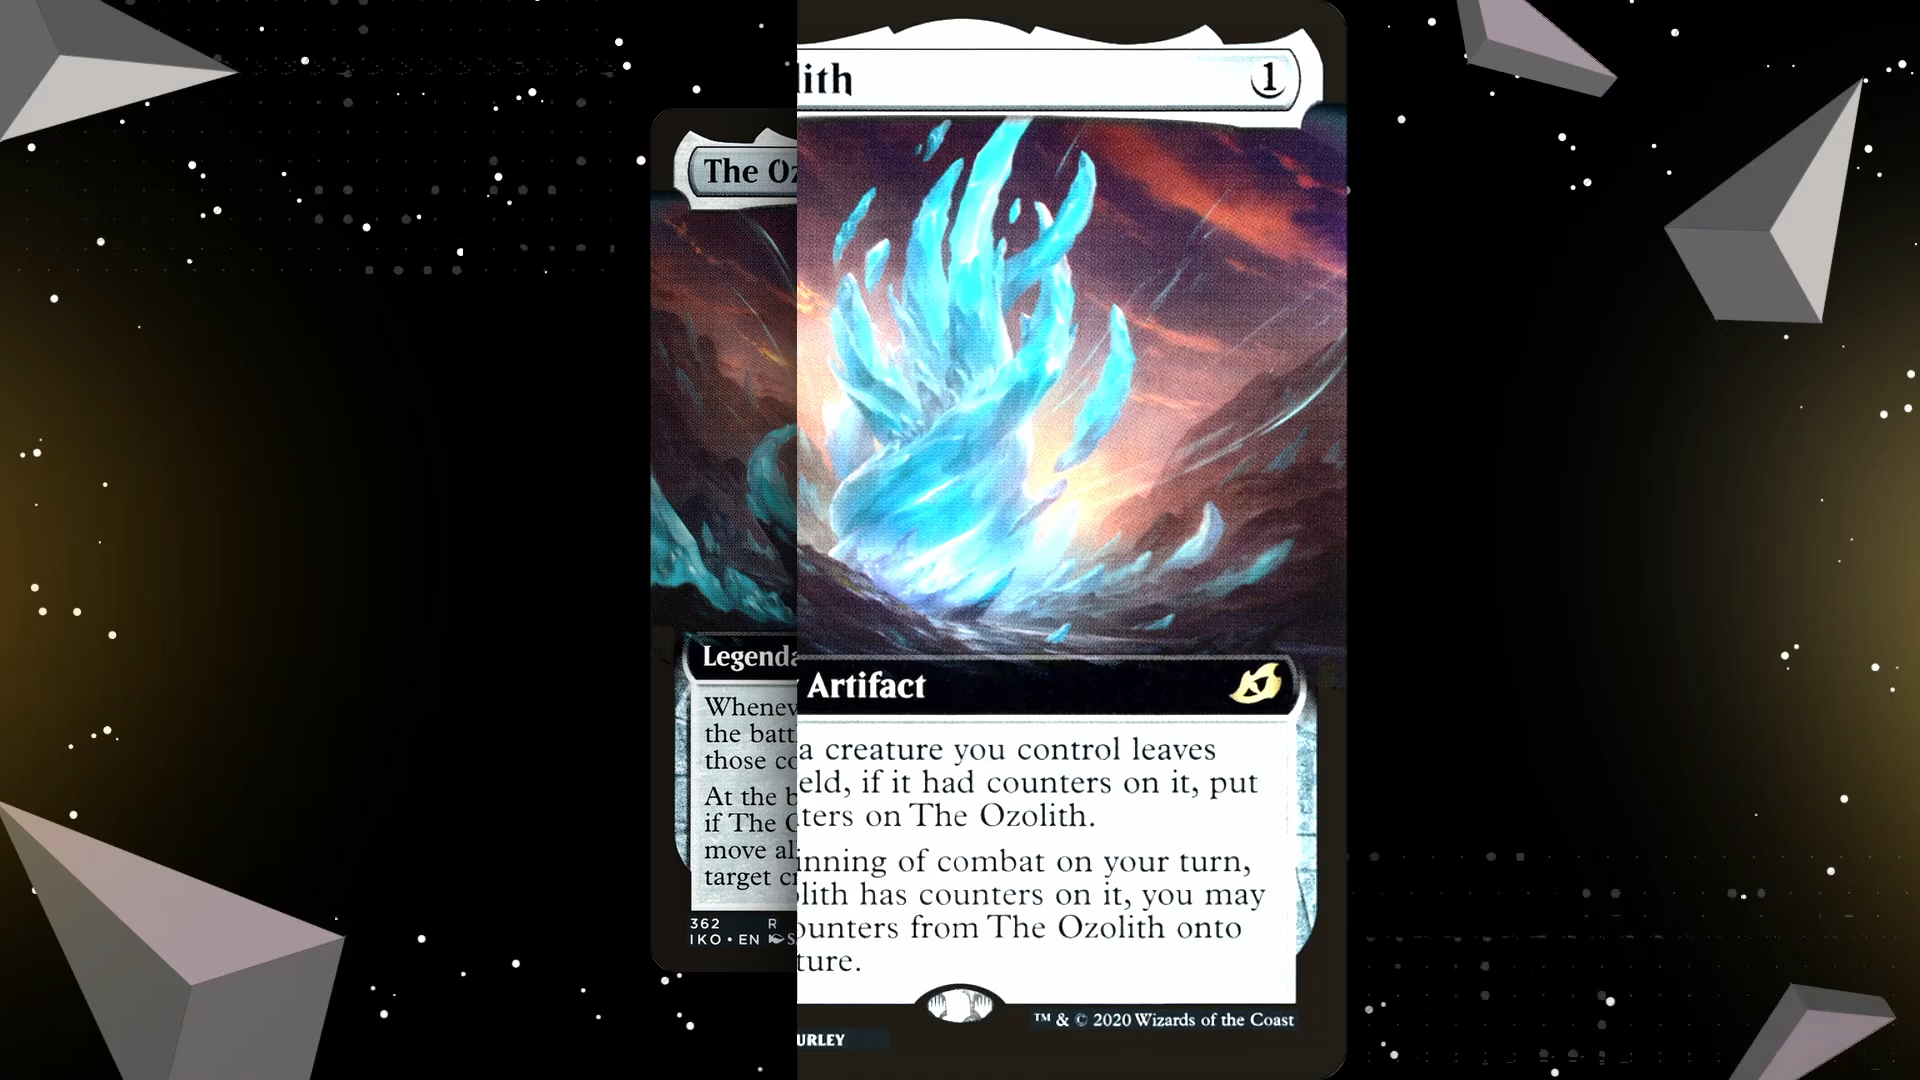 The Oz
lith
1
Legenda
Artifact
Whenev
the batt
those co
At the b
if The O
move al
target c
a creature you control leaves
eld, if it had counters on it, put
ters on The Ozolith.
inning of combat on your turn,
lith has counters on it, you may
ounters from The Ozolith onto
ture.
362 R
IKO • EN S
URLEY
™ & © 2020 Wizards of the Coast